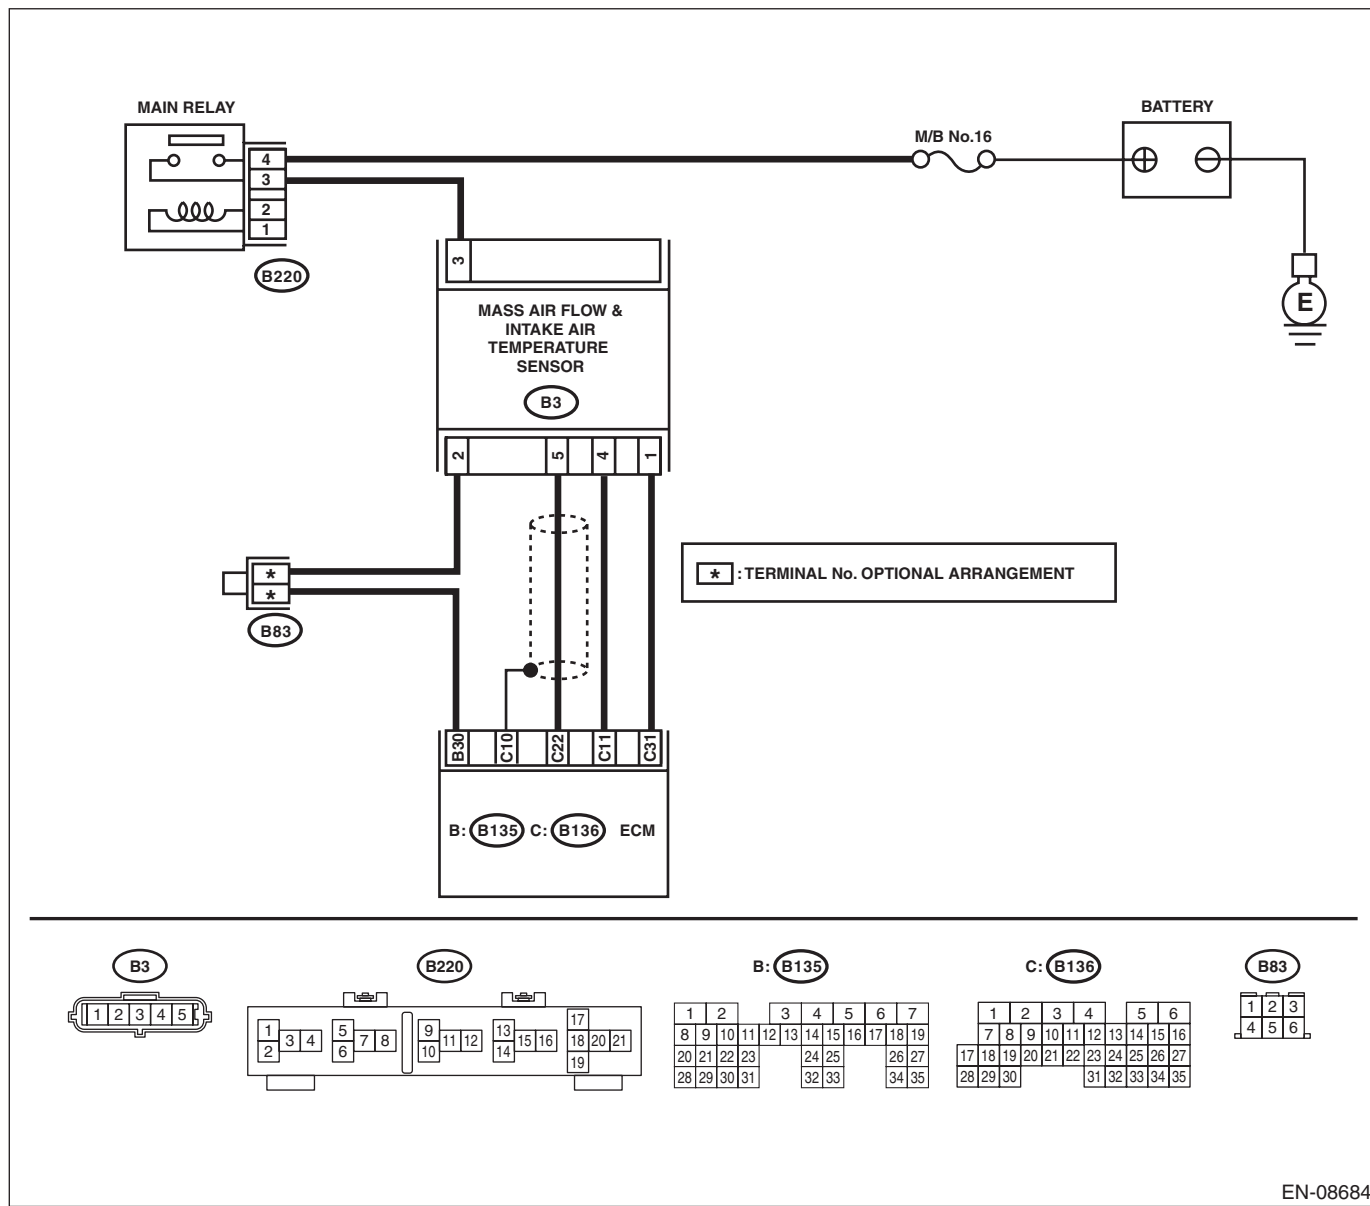 MAIN RELAY
BATTERY
M/B No.16
4
3
2
1
B220
E
3
MASS AIR FLOW &
INTAKE AIR
TEMPERATURE
SENSOR
B3
2 5 4 1
*
*
B83
* : TERMINAL No. OPTIONAL ARRANGEMENT
B30 C10 C22 C11 C31
B: B135 C: B136 ECM
B3
1 2 3 4 5
B220
1 2 3 4 5 6 7 8 9 10 11 12 13 14 15 16 17 18 19 20 21
B: B135
1 2 3 4 5 6 7
8 9 10 11 12 13 14 15 16 17 18 19
20 21 22 23 24 25 26 27
28 29 30 31 32 33 34 35
C: B136
1 2 3 4 5 6
7 8 9 10 11 12 13 14 15 16
17 18 19 20 21 22 23 24 25 26 27
28 29 30 31 32 33 34 35
B83
1 2 3
4 5 6
EN-08684